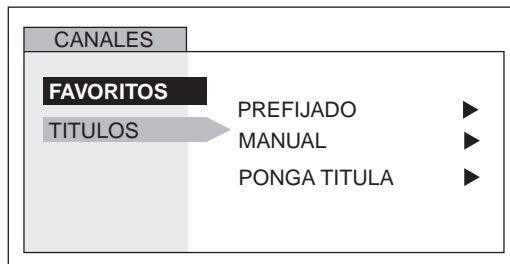 CANALES
FAVORITOS
TITULOS
PREFIJADO
MANUAL
PONGA TITULA